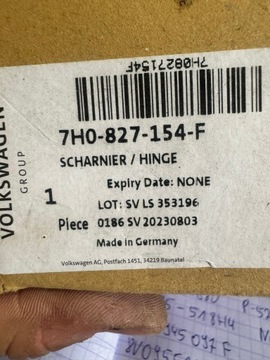 7H0827154F
VOLKSWAGEN
GROUP
7H0-827-154-F
SCHARNIER / HINGE
1
Expiry Date: NONE
LOT: SV LS 353196
Piece 0186 SV 20230803
Made in Germany
Volkswagen AG, Postfach 1451, 34219 Baunatal